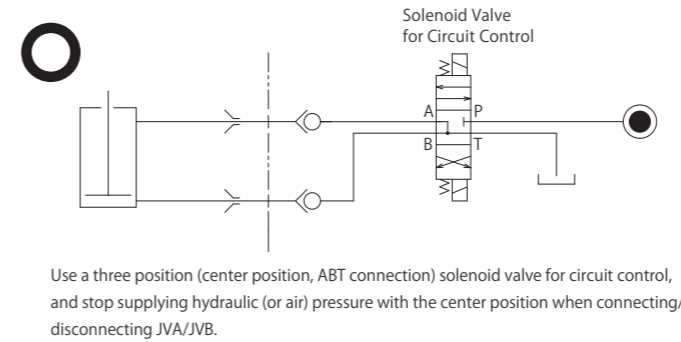 Solenoid Valve
for Circuit Control
A P
B T
Use a three position (center position, ABT connection) solenoid valve for circuit control,
and stop supplying hydraulic (or air) pressure with the center position when connecting/
disconnecting JVA/JVB.